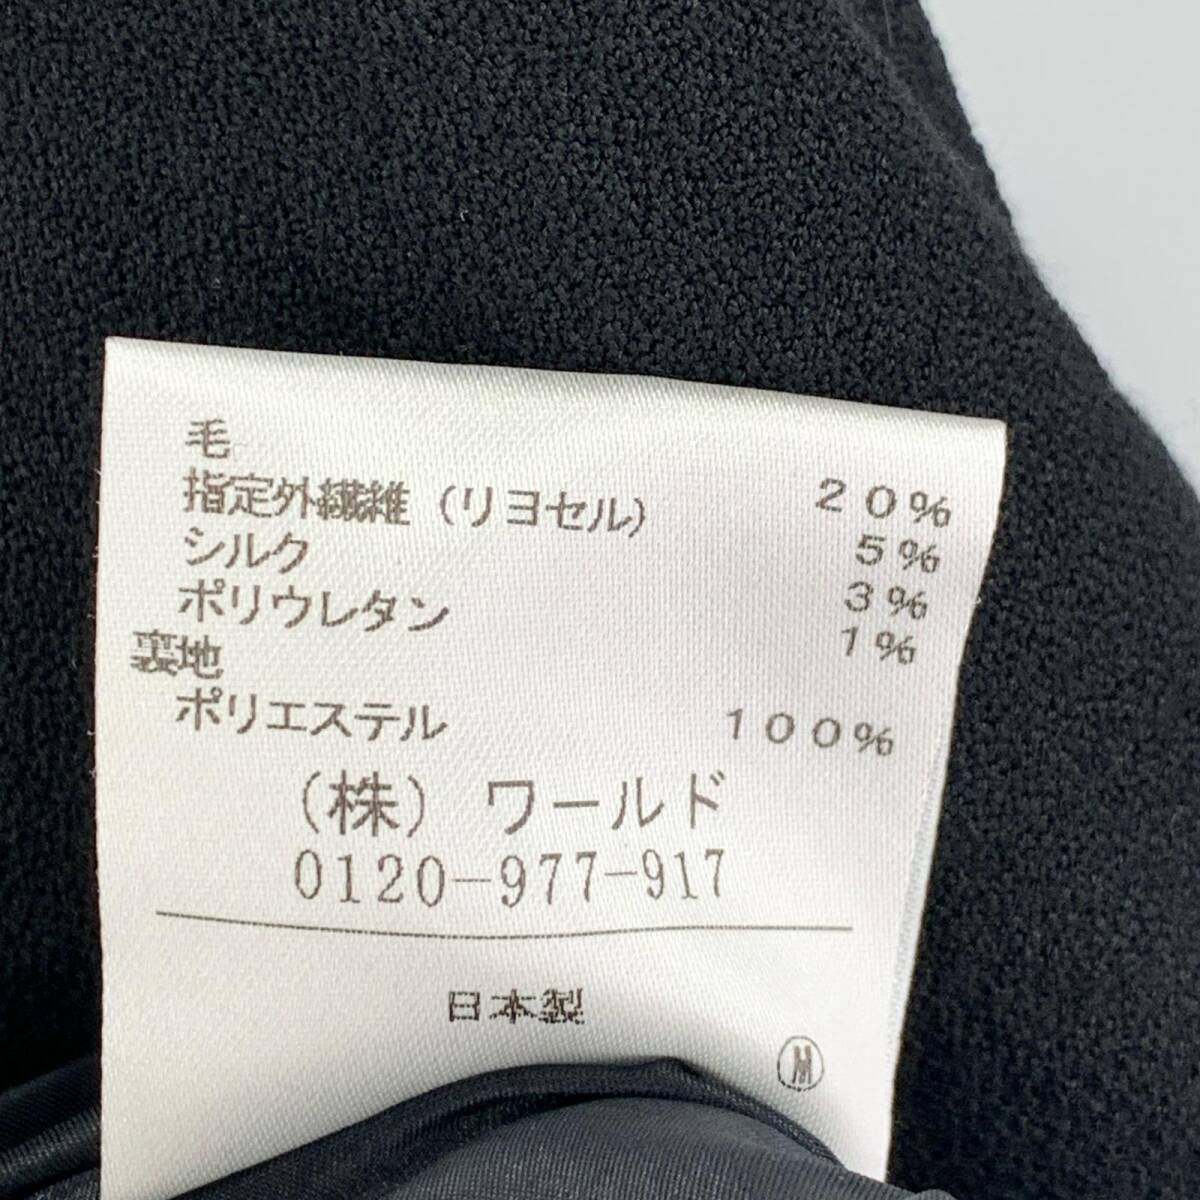 毛 20%
指定外繊維（リヨセル） 5%
シルク 3%
ポリウレタン 1%
裏地
ポリエステル 100%
（株）ワールド
0120-977-917
日本製
Ⓜ